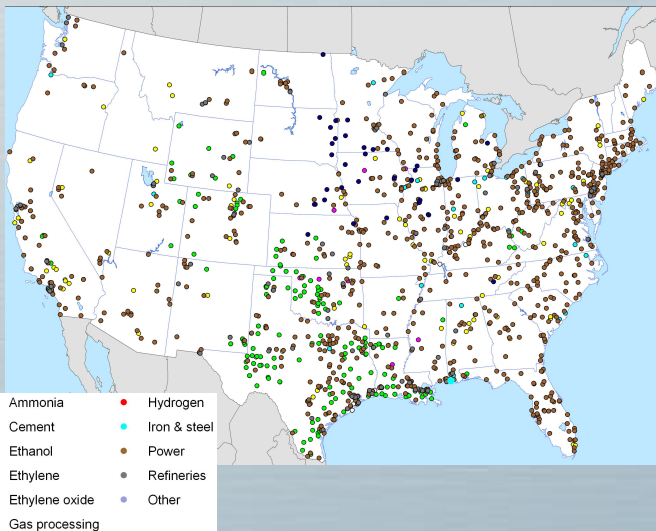 Ammonia
Hydrogen
Cement
Iron & steel
Ethanol
Power
Ethylene
Refineries
Ethylene oxide
Other
Gas processing